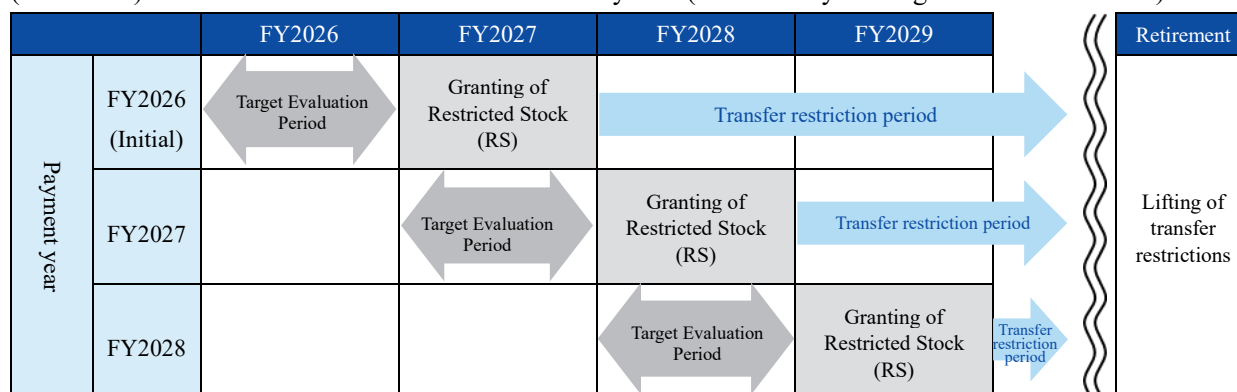 FY2026
FY2027
FY2028
FY2029
Retirement
Payment year
FY2026
(Initial)
Target Evaluation
Period
Granting of
Restricted Stock
(RS)
Transfer restriction period
FY2027
Target Evaluation
Period
Granting of
Restricted Stock
(RS)
Transfer restriction period
Lifting of
transfer
restrictions
FY2028
Target Evaluation
Period
Granting of
Restricted Stock
(RS)
Transfer
restriction
period